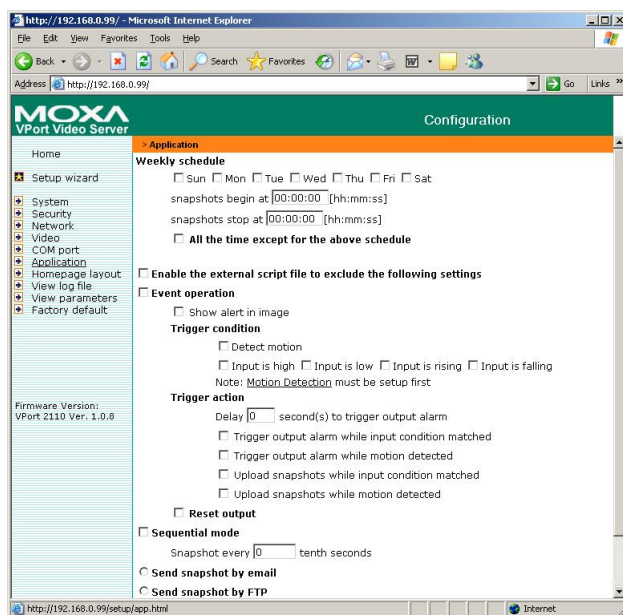 http://192.168.0.99/ - Microsoft Internet Explorer
File Edit View Favorites Tools Help
Back Search Favorites
Address http://192.168.0.99/ Go Links »
MOXA
VPort Video Server
Configuration
Home
Setup wizard
System
Security
Network
Video
COM port
Application
Homepage layout
View log file
View parameters
Factory default
Firmware Version:
VPort 2110 Ver. 1.0.8
> Application
Weekly schedule
Sun Mon Tue Wed Thu Fri Sat
snapshots begin at 00:00:00 [hh:mm:ss]
snapshots stop at 00:00:00 [hh:mm:ss]
All the time except for the above schedule
Enable the external script file to exclude the following settings
Event operation
Show alert in image
Trigger condition
Detect motion
Input is high Input is low Input is rising Input is falling
Note: Motion Detection must be setup first
Trigger action
Delay 0 second(s) to trigger output alarm
Trigger output alarm while input condition matched
Trigger output alarm while motion detected
Upload snapshots while input condition matched
Upload snapshots while motion detected
Reset output
Sequential mode
Snapshot every 0 tenth seconds
Send snapshot by email
Send snapshot by FTP
http://192.168.0.99/setup/app.html Internet